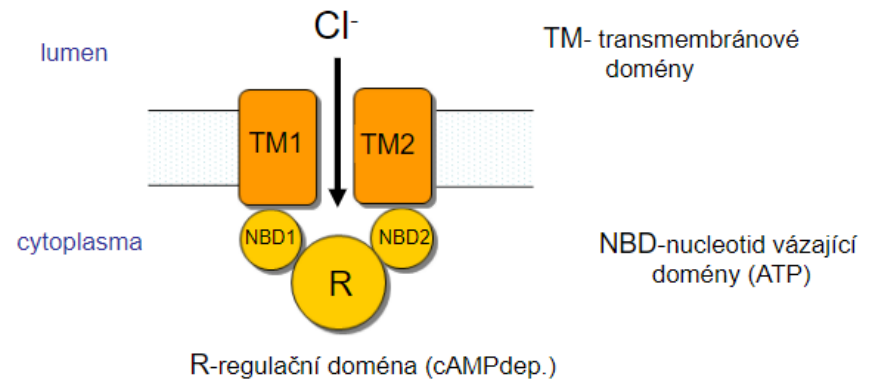 Cl-
lumen
TM- transmembránové
domény
TM1
TM2
cytoplasma
NBD1
NBD2
NBD-nucleotid vázající
domény (ATP)
R
R-regulační doména (cAMPdep.)